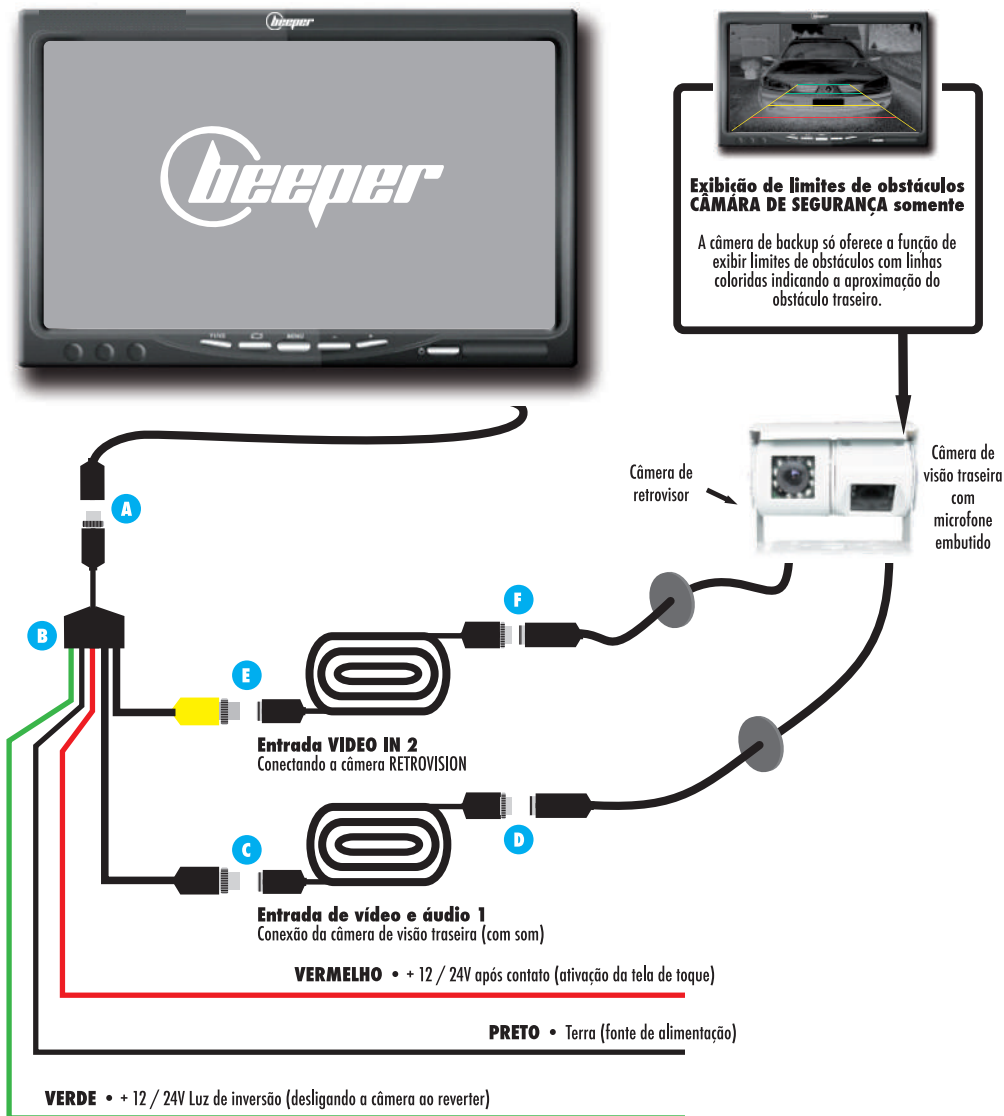 beeper
beeper
MENU
Exibição de limites de obstáculos
CÂMÁRA DE SEGURANÇA somente
A câmera de backup só oferece a função de
exibir limites de obstáculos com linhas
coloridas indicando a aproximação do
obstáculo traseiro.
Câmera de
retrovisor
Câmera de
visão traseira
com
microfone
embutido
A
B
F
E
Entrada VIDEO IN 2
Conectando a câmera RETROVISION
C
D
Entrada de vídeo e áudio 1
Conexão da câmera de visão traseira (com som)
VERMELHO • + 12 / 24V após contato (ativação da tela de toque)
PRETO • Terra (fonte de alimentação)
VERDE • + 12 / 24V Luz de inversão (desligando a câmera ao reverter)